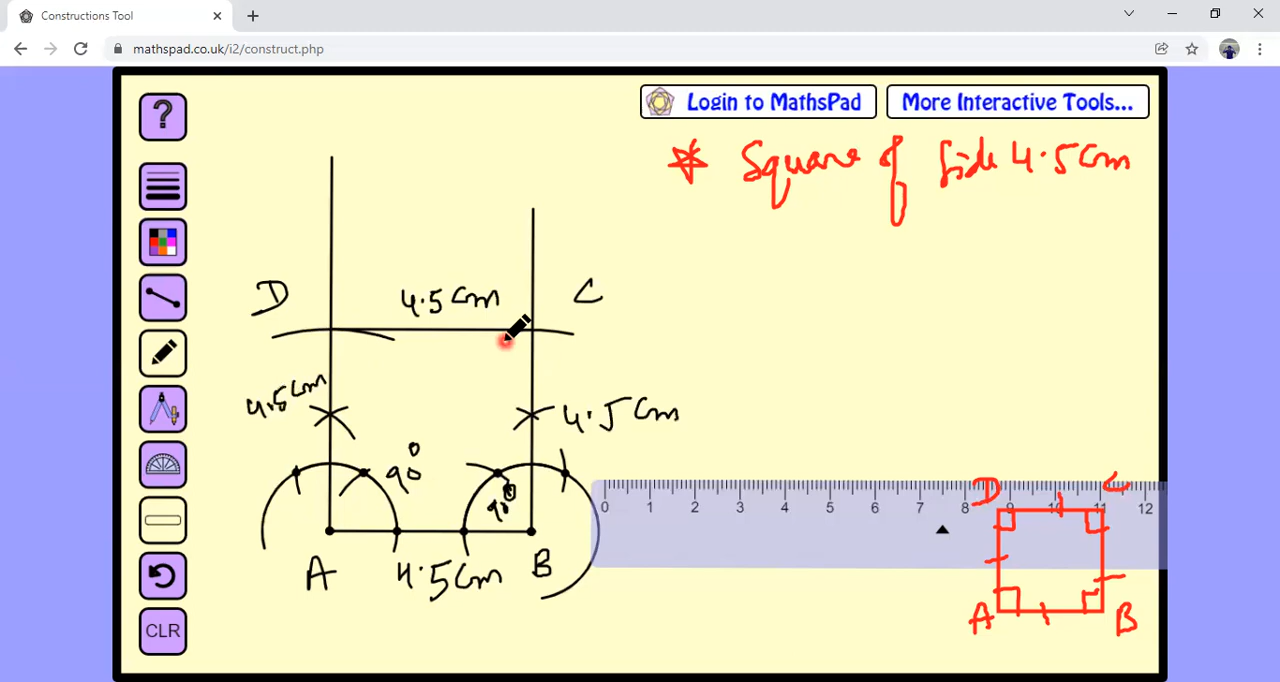 Constructions Tool
mathspad.co.uk/i2/construct.php
? Login to MathsPad More Interactive Tools...
* Square of Side 4.5cm
D 4.5cm C
4.5cm 4.5cm
90° 90°
A 4.5cm B
0 1 2 3 4 5 6 7 8 9 10 11 12
D C
A B
CLR